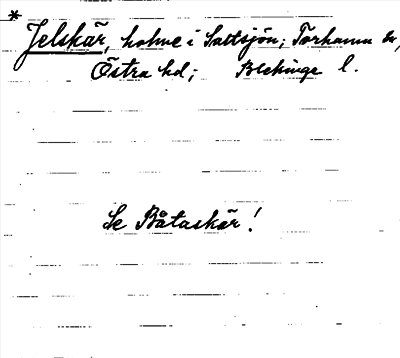 * Jelskär, holme i Saltsjön; Torhamn sn,
Östra hd; Blekinge l.
Se Båtaskär!